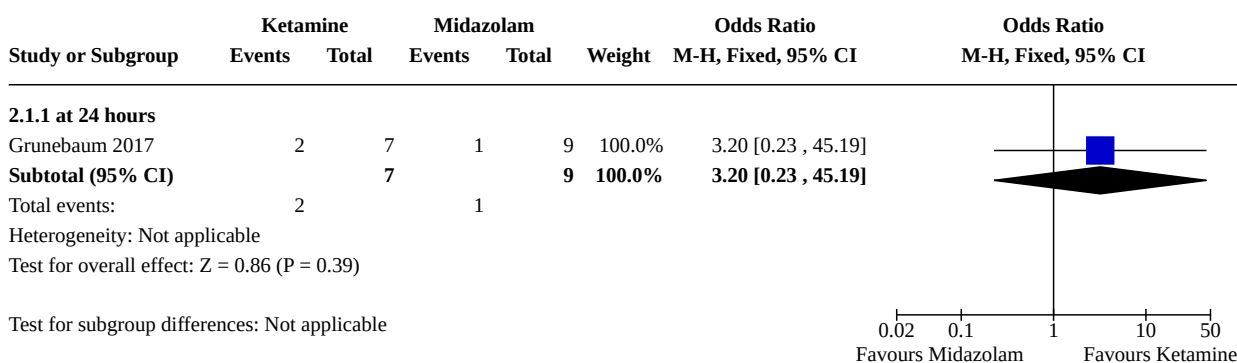 Ketamine Midazolam Odds Ratio Odds Ratio
Study or Subgroup Events Total Events Total Weight M-H, Fixed, 95% CI M-H, Fixed, 95% CI
2.1.1 at 24 hours
Grunebaum 2017 2 7 1 9 100.0% 3.20 [0.23 , 45.19]
Subtotal (95% CI) 7 9 100.0% 3.20 [0.23 , 45.19]
Total events: 2 1
Heterogeneity: Not applicable
Test for overall effect: Z = 0.86 (P = 0.39)
Test for subgroup differences: Not applicable
0.02 0.1 1 10 50
Favours Midazolam Favours Ketamine